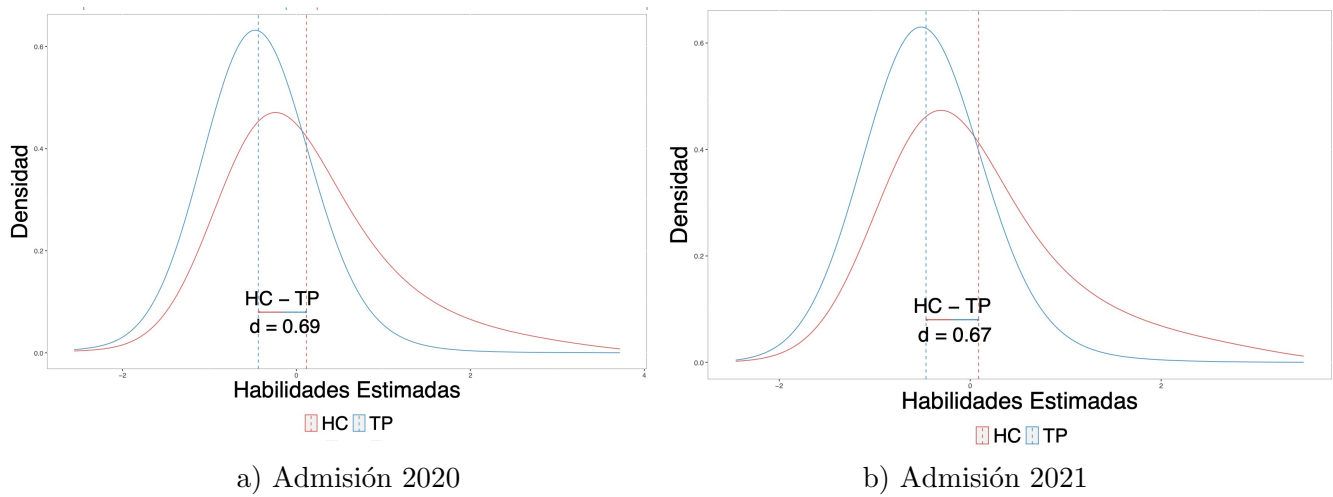 Densidad
0.6
0.4
0.2
0.0
HC – TP
d = 0.69
−2
0
2
4
Habilidades Estimadas
HC TP
a) Admisión 2020
Densidad
0.6
0.4
0.2
0.0
HC – TP
d = 0.67
−2
0
2
Habilidades Estimadas
HC TP
b) Admisión 2021